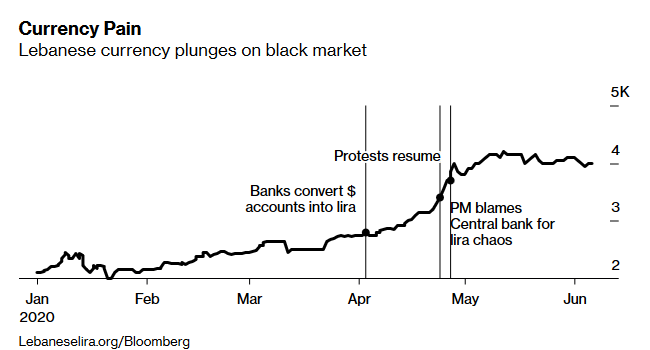 Currency Pain
Lebanese currency plunges on black market
5K
Protests resume
4
Banks convert $
accounts into lira
PM blames
Central bank for
lira chaos
3
2
Jan
Feb
Mar
Apr
May
Jun
2020
Lebaneselira.org/Bloomberg